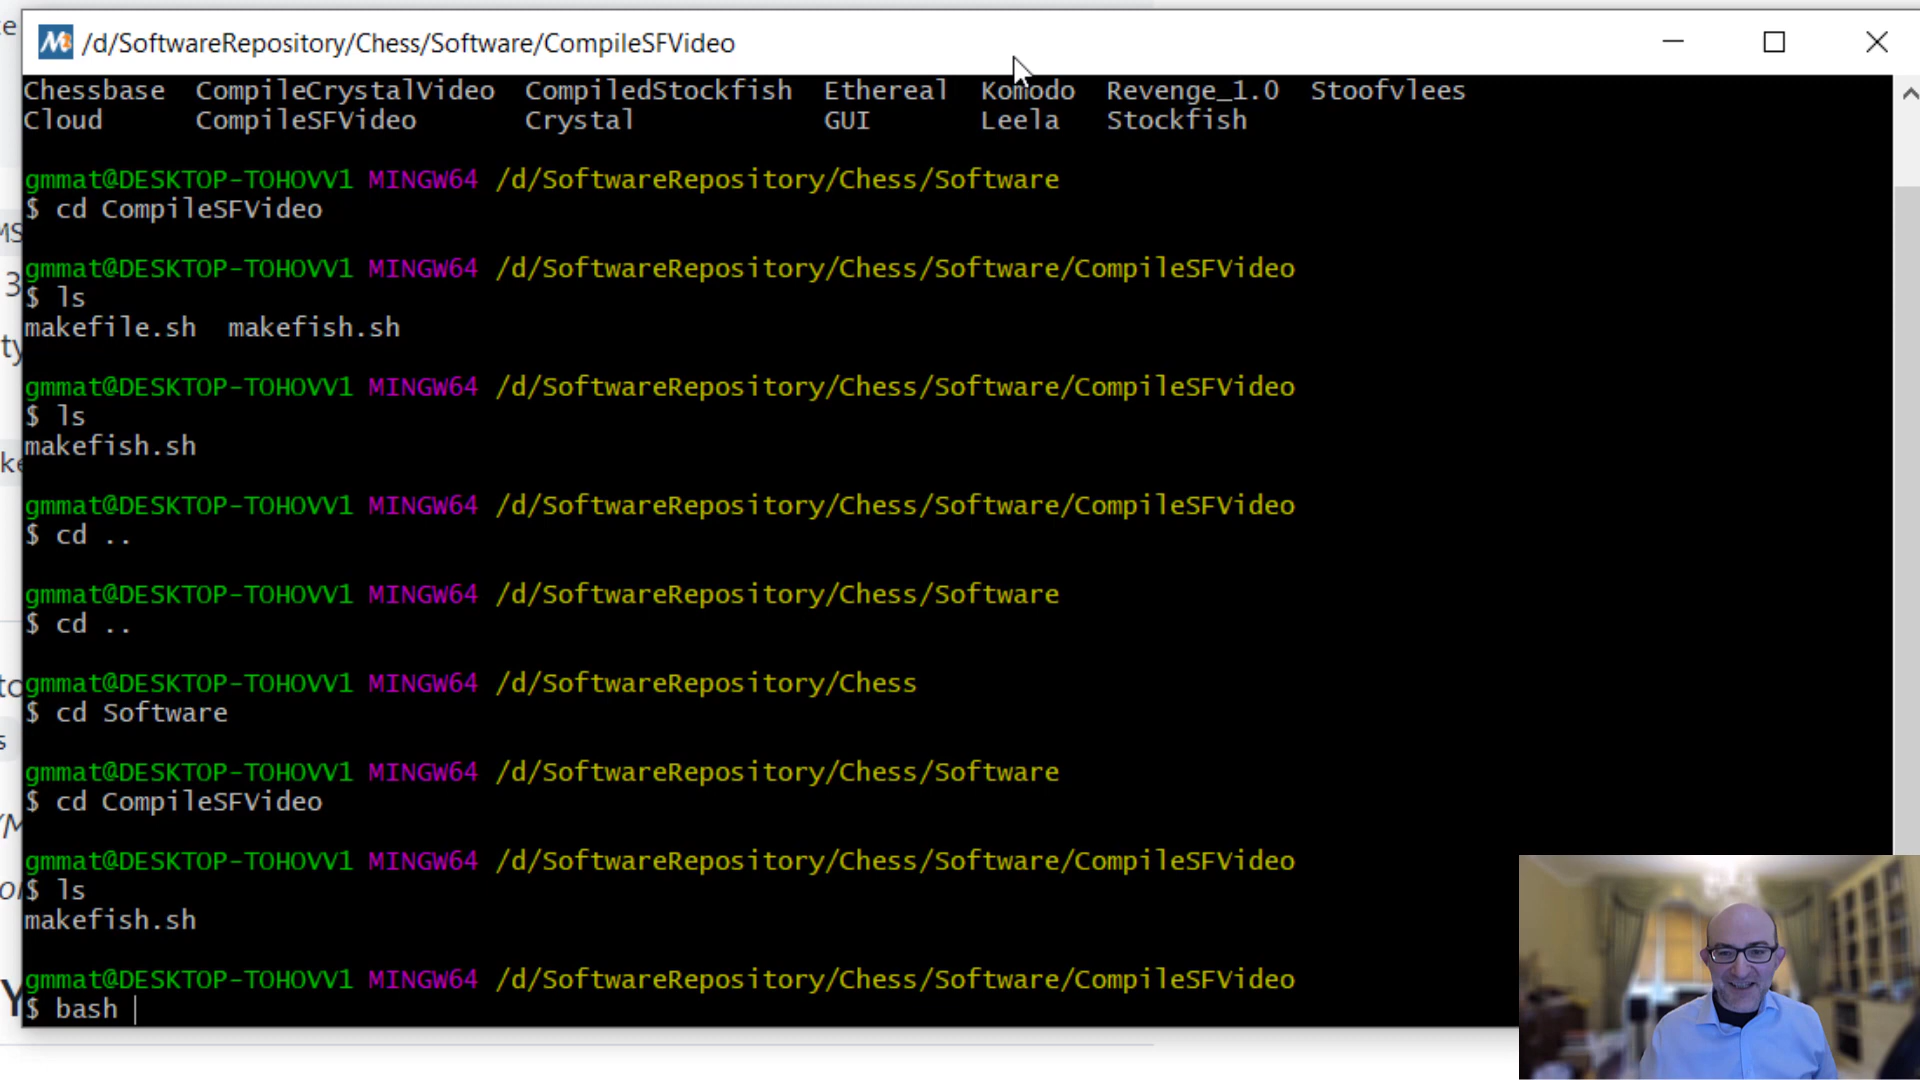 /d/SoftwareRepository/Chess/Software/CompileSFVideo
Chessbase CompileCrystalVideo CompiledStockfish Ethereal Komodo Revenge_1.0 Stoofvlees
Cloud CompileSFVideo Crystal GUI Leela Stockfish
gmmat@DESKTOP-TOHOVV1 MINGW64 /d/SoftwareRepository/Chess/Software
$ cd CompileSFVideo
gmmat@DESKTOP-TOHOVV1 MINGW64 /d/SoftwareRepository/Chess/Software/CompileSFVideo
$ ls
makefile.sh makefish.sh
gmmat@DESKTOP-TOHOVV1 MINGW64 /d/SoftwareRepository/Chess/Software/CompileSFVideo
$ ls
makefish.sh
gmmat@DESKTOP-TOHOVV1 MINGW64 /d/SoftwareRepository/Chess/Software/CompileSFVideo
$ cd ..
gmmat@DESKTOP-TOHOVV1 MINGW64 /d/SoftwareRepository/Chess/Software
$ cd ..
gmmat@DESKTOP-TOHOVV1 MINGW64 /d/SoftwareRepository/Chess
$ cd Software
gmmat@DESKTOP-TOHOVV1 MINGW64 /d/SoftwareRepository/Chess/Software
$ cd CompileSFVideo
gmmat@DESKTOP-TOHOVV1 MINGW64 /d/SoftwareRepository/Chess/Software/CompileSFVideo
$ ls
makefish.sh
gmmat@DESKTOP-TOHOVV1 MINGW64 /d/SoftwareRepository/Chess/Software/CompileSFVideo
$ bash